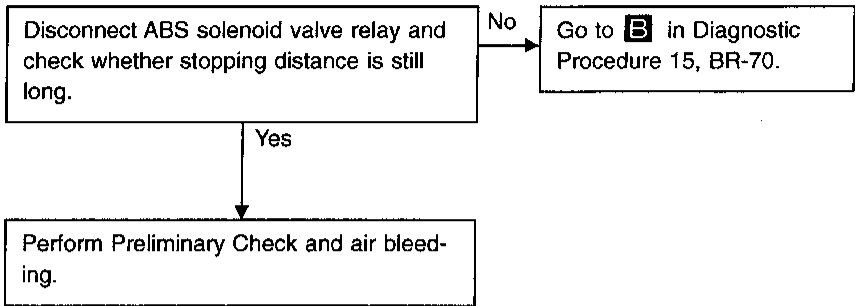 Disconnect ABS solenoid valve relay and
check whether stopping distance is still
long.
No
Go to B in Diagnostic
Procedure 15, BR-70.
Yes
Perform Preliminary Check and air bleed-
ing.